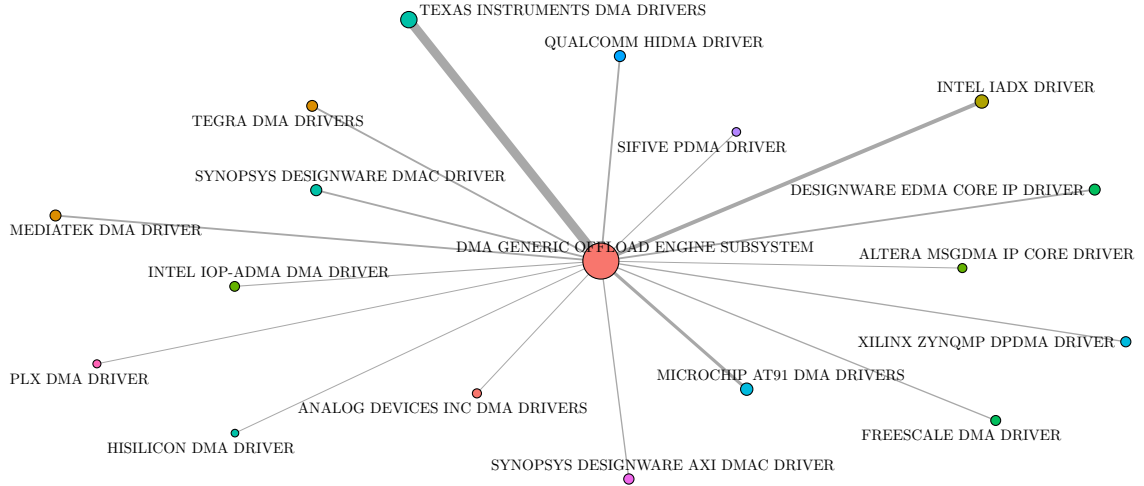 TEXAS INSTRUMENTS DMA DRIVERS
QUALCOMM HIDMA DRIVER
INTEL IADX DRIVER
TEGRA DMA DRIVERS
SIFIVE PDMA DRIVER
SYNOPSYS DESIGNWARE DMAC DRIVER
DESIGNWARE EDMA CORE IP DRIVER
MEDIATEK DMA DRIVER
DMA GENERIC OFFLOAD ENGINE SUBSYSTEM
ALTERA MSGDMA IP CORE DRIVER
INTEL IOP-ADMA DMA DRIVER
XILINX ZYNQMP DPDMA DRIVER
MICROCHIP AT91 DMA DRIVERS
PLX DMA DRIVER
ANALOG DEVICES INC DMA DRIVERS
FREESCALE DMA DRIVER
HISILICON DMA DRIVER
SYNOPSYS DESIGNWARE AXI DMAC DRIVER